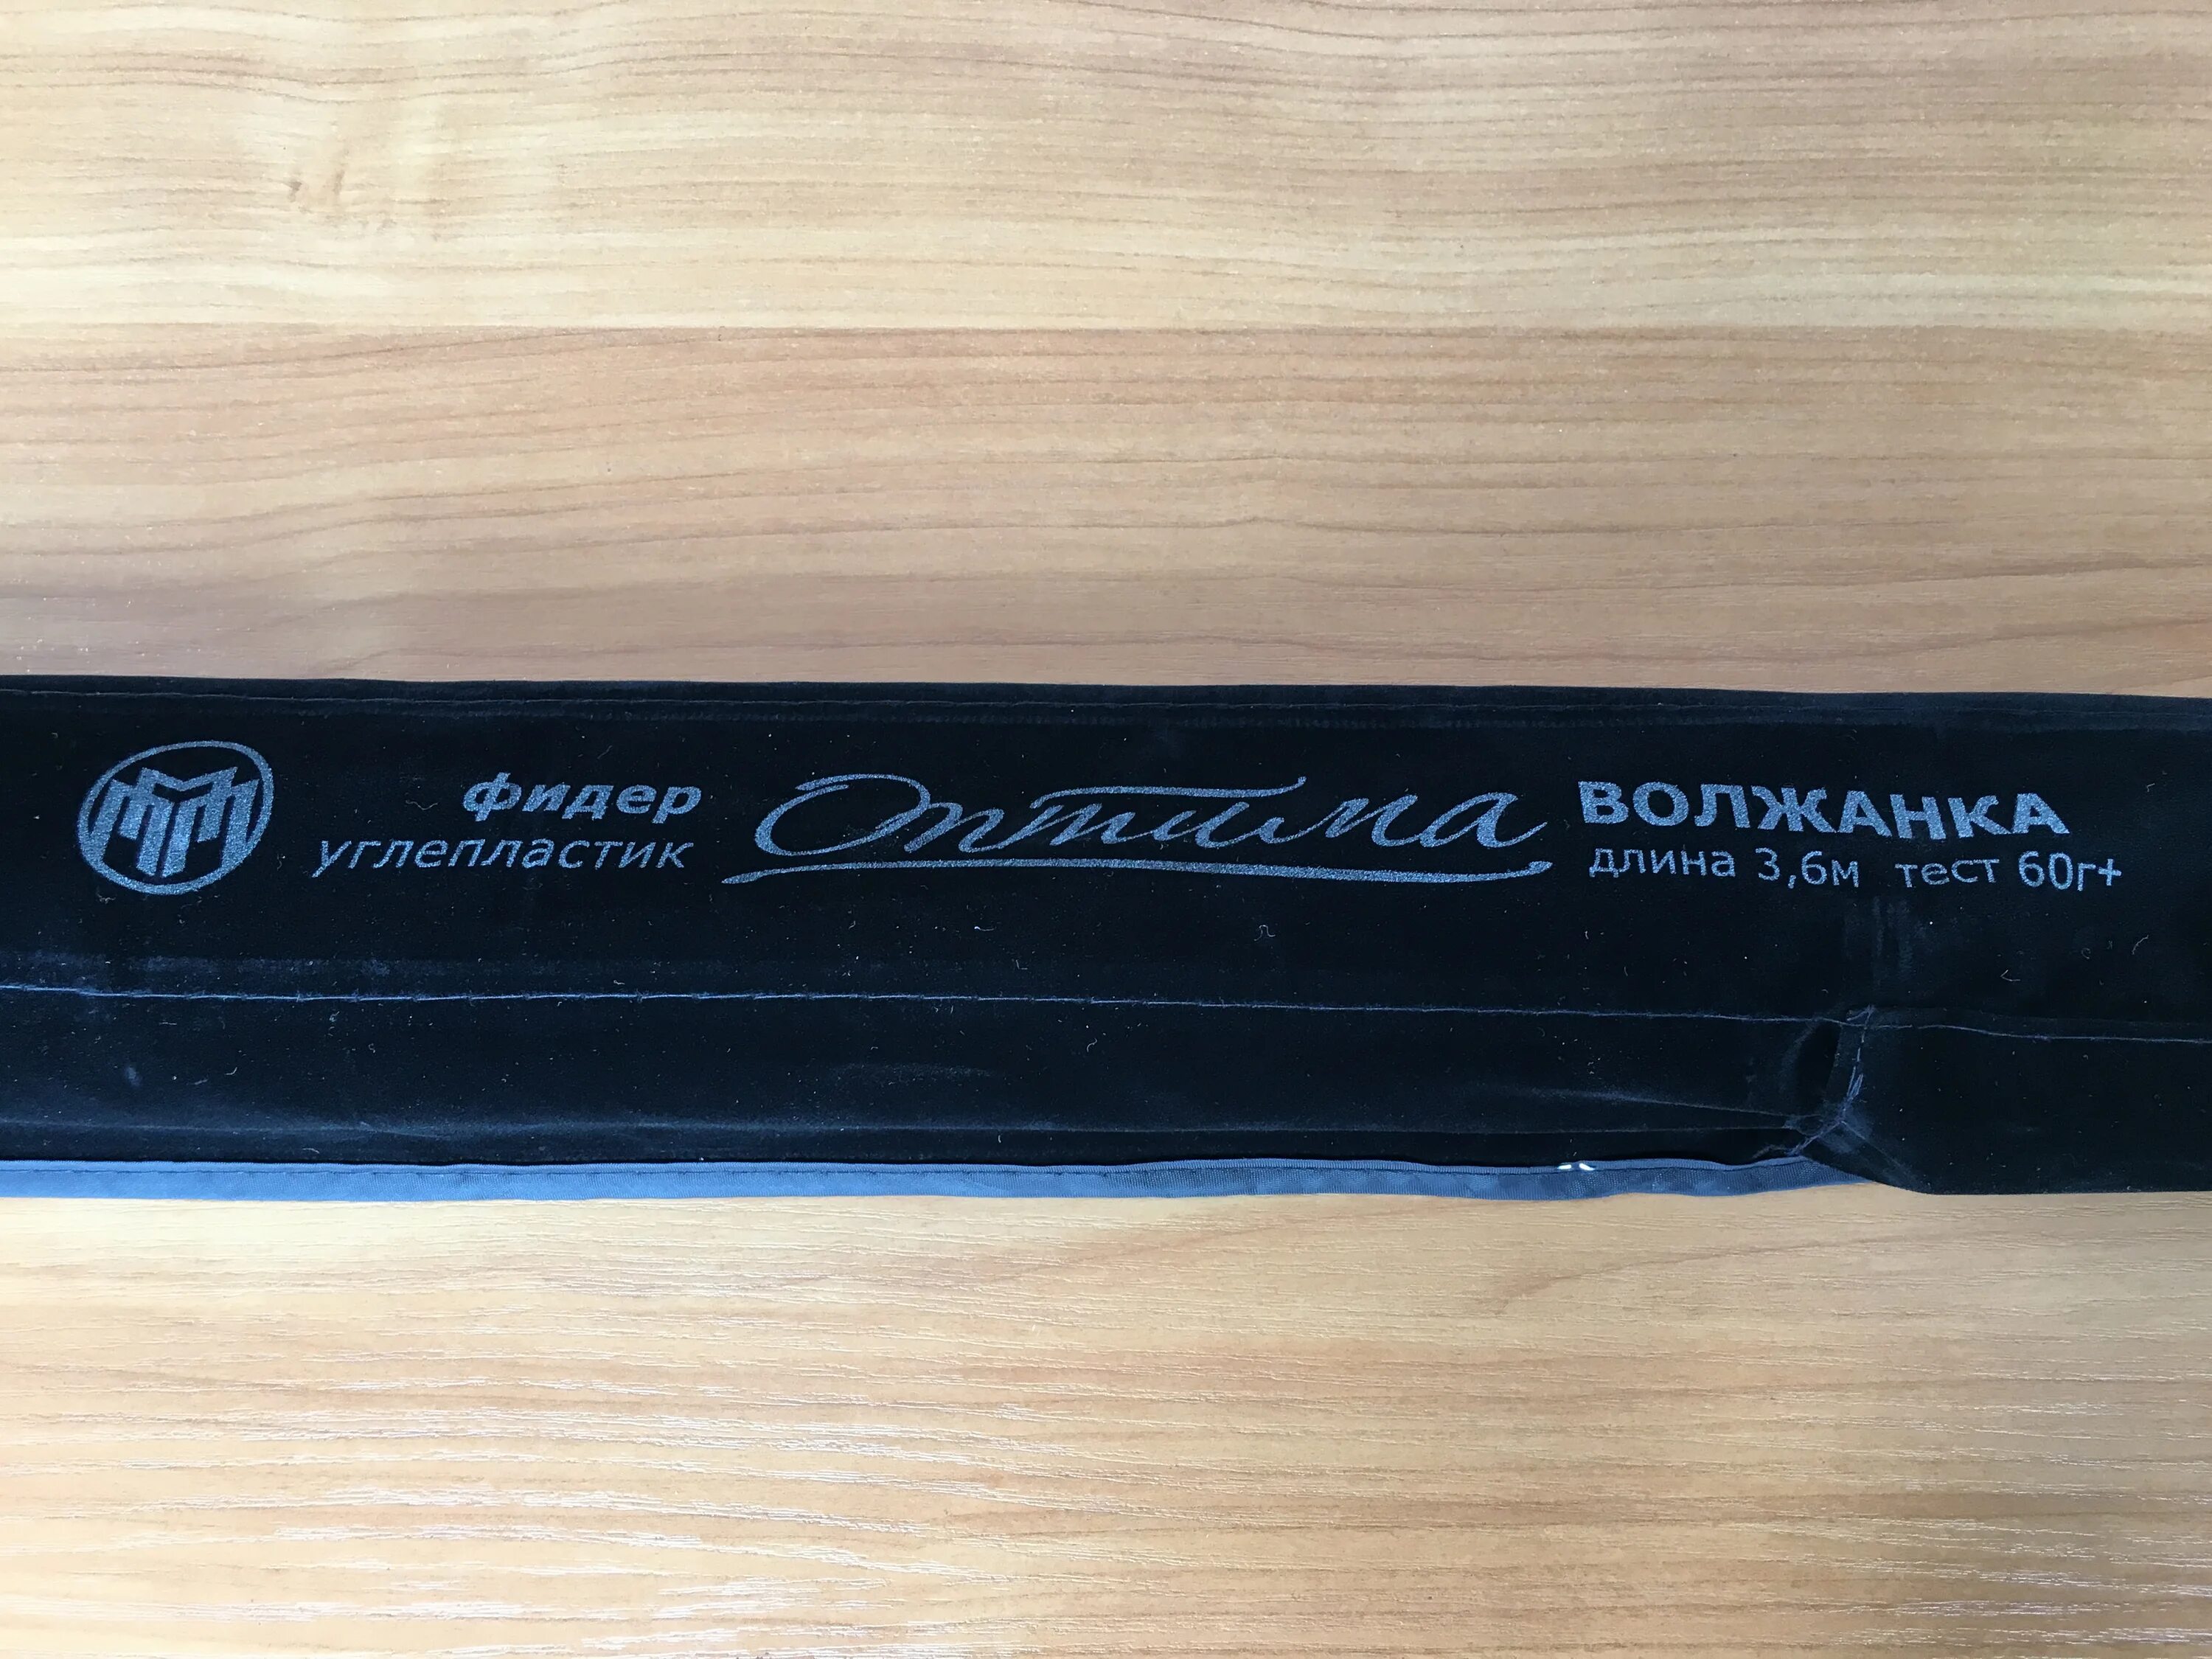 фидер
углепластик
Оптима
ВОЛЖАНКА
длина 3,6м тест 60г+